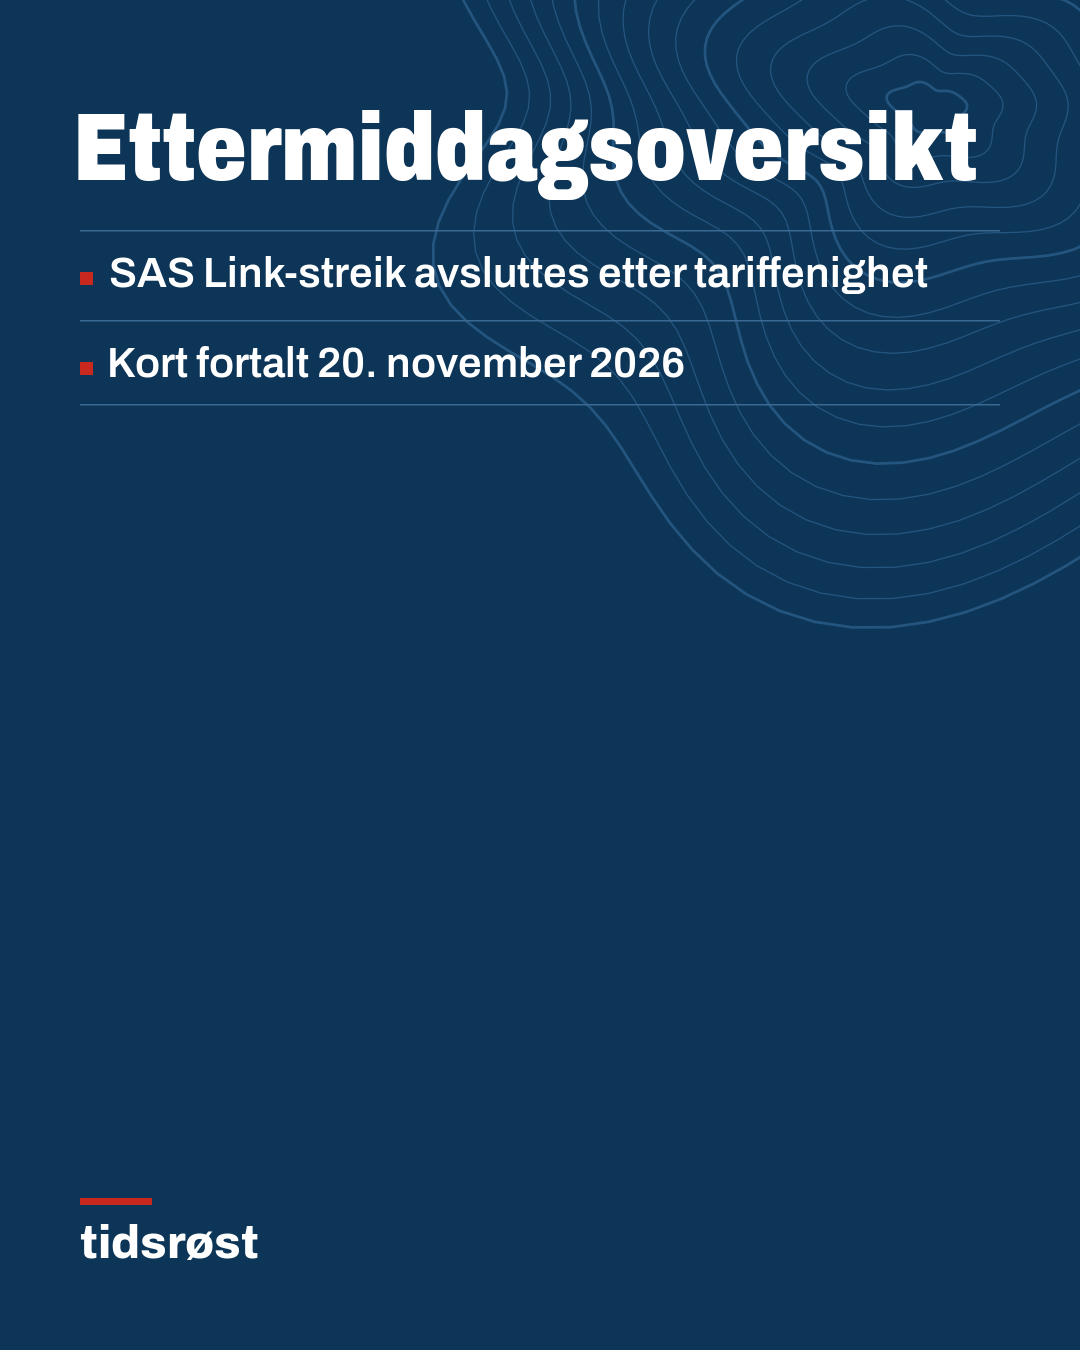 Ettermiddagsoversikt
SAS Link-streik avsluttes etter tariffenighet
Kort fortalt 20. november 2026
tidsrøst